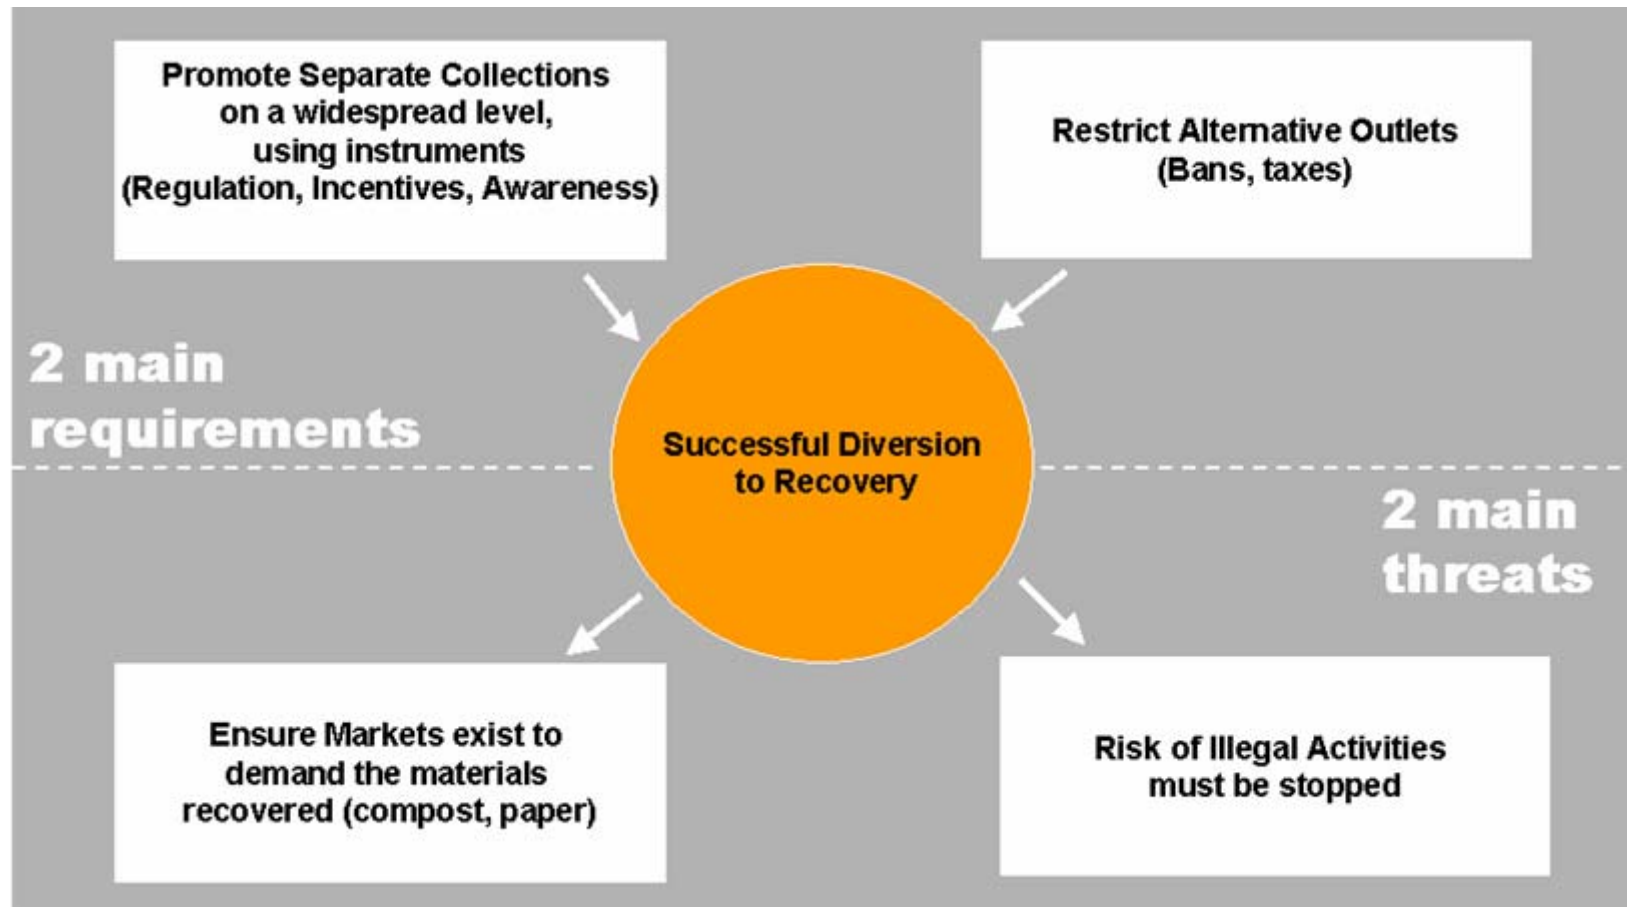 Promote Separate Collections
on a widespread level,
using instruments
(Regulation, Incentives, Awareness)
Restrict Alternative Outlets
(Bans, taxes)
2 main
requirements
Successful Diversion
to Recovery
2 main
threats
Ensure Markets exist to
demand the materials
recovered (compost, paper)
Risk of Illegal Activities
must be stopped